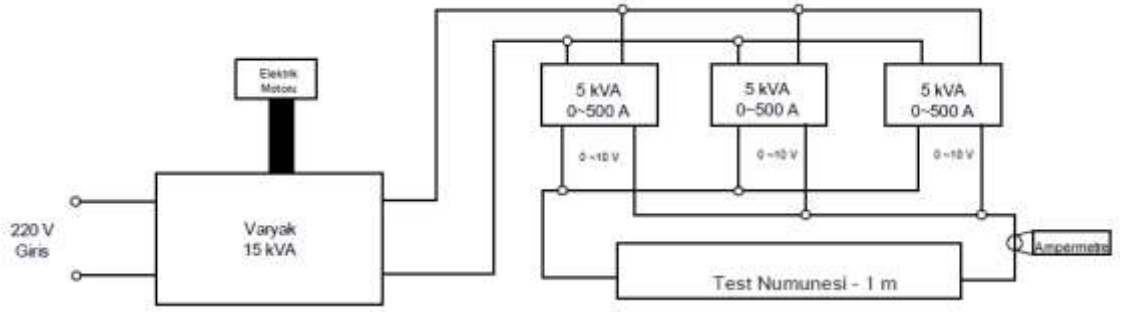 Elektrik
Motoru
5 kVA
0~500 A
5 kVA
0~500 A
5 kVA
0~500 A
0 ~10 V
0 ~10 V
0 ~10 V
220 V
Giris
Varyak
15 kVA
Ampermetre
Test Numunesi - 1 m